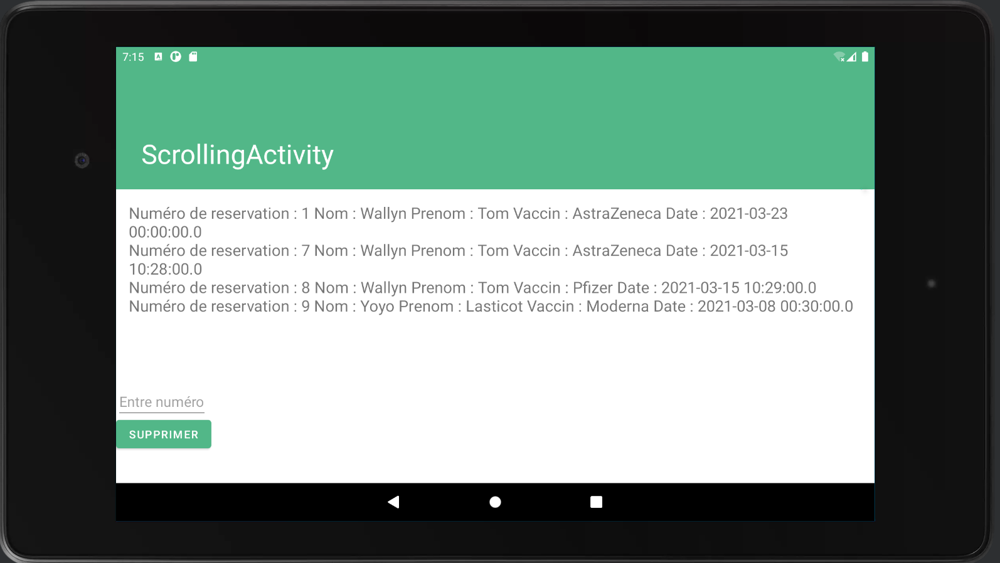 7:15
ScrollingActivity
Numéro de reservation : 1 Nom : Wallyn Prenom : Tom Vaccin : AstraZeneca Date : 2021-03-23
00:00:00.0
Numéro de reservation : 7 Nom : Wallyn Prenom : Tom Vaccin : AstraZeneca Date : 2021-03-15
10:28:00.0
Numéro de reservation : 8 Nom : Wallyn Prenom : Tom Vaccin : Pfizer Date : 2021-03-15 10:29:00.0
Numéro de reservation : 9 Nom : Yoyo Prenom : Lasticot Vaccin : Moderna Date : 2021-03-08 00:30:00.0
Entre numéro
SUPPRIMER